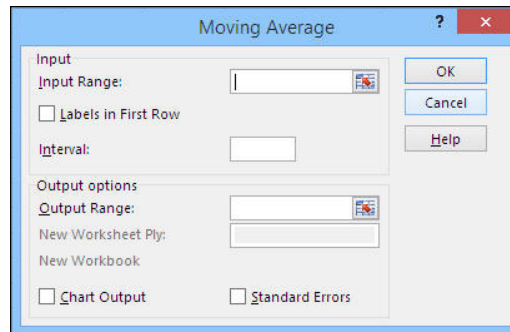 Moving Average
?
×
Input
Input Range:
Labels in First Row
Interval:
OK
Cancel
Help
Output options
Output Range:
New Worksheet Ply:
New Workbook
Chart Output
Standard Errors